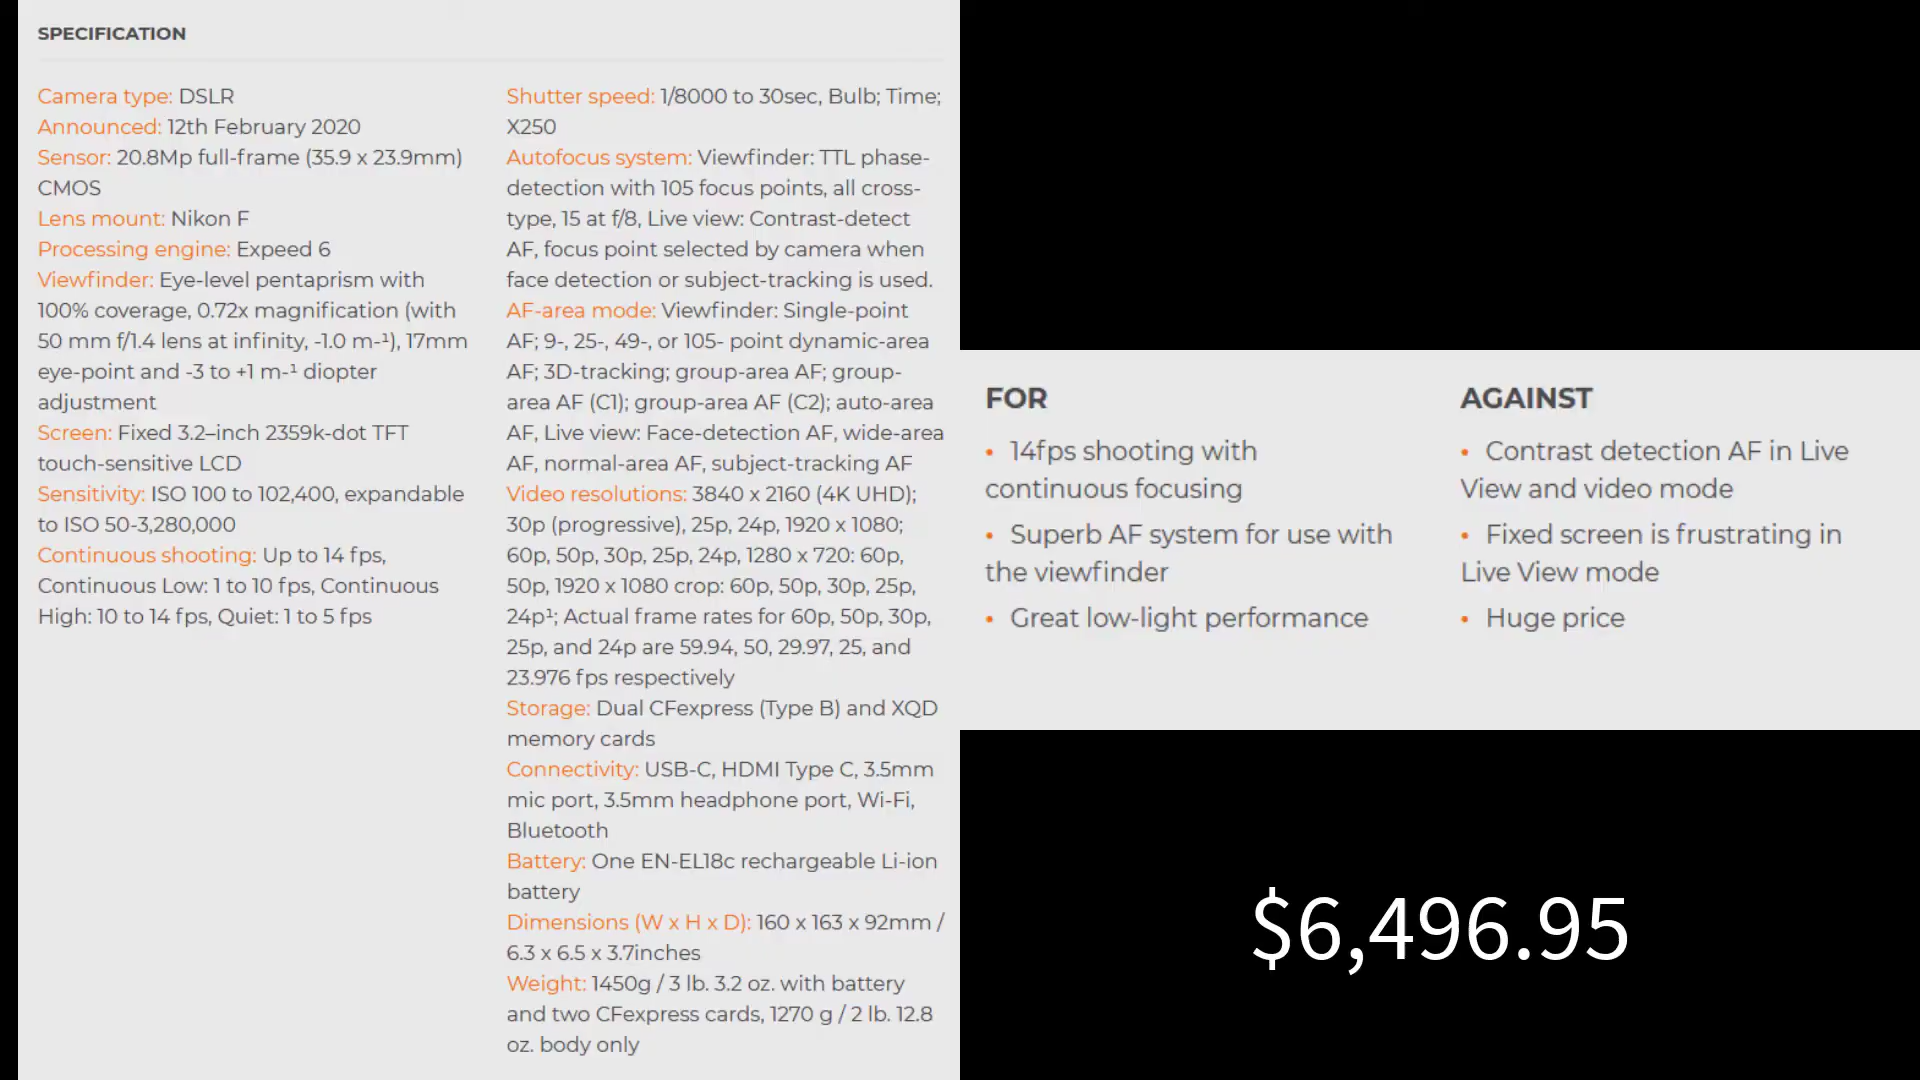 SPECIFICATION
Camera type: DSLR
Announced: 12th February 2020
Sensor: 20.8Mp full-frame (35.9 x 23.9mm)
CMOS
Lens mount: Nikon F
Processing engine: Expeed 6
Viewfinder: Eye-level pentaprism with
100% coverage, 0.72x magnification (with
50 mm f/1.4 lens at infinity, -1.0 m-¹), 17mm
eye-point and -3 to +1 m-¹ diopter
adjustment
Screen: Fixed 3.2–inch 2359k-dot TFT
touch-sensitive LCD
Sensitivity: ISO 100 to 102,400, expandable
to ISO 50-3,280,000
Continuous shooting: Up to 14 fps,
Continuous Low: 1 to 10 fps, Continuous
High: 10 to 14 fps, Quiet: 1 to 5 fps
Shutter speed: 1/8000 to 30sec, Bulb; Time;
X250
Autofocus system: Viewfinder: TTL phase-
detection with 105 focus points, all cross-
type, 15 at f/8, Live view: Contrast-detect
AF, focus point selected by camera when
face detection or subject-tracking is used.
AF-area mode: Viewfinder: Single-point
AF; 9-, 25-, 49-, or 105- point dynamic-area
AF; 3D-tracking; group-area AF; group-
area AF (C1); group-area AF (C2); auto-area
AF, Live view: Face-detection AF, wide-area
AF, normal-area AF, subject-tracking AF
Video resolutions: 3840 x 2160 (4K UHD);
30p (progressive), 25p, 24p, 1920 x 1080;
60p, 50p, 30p, 25p, 24p, 1280 x 720: 60p,
50p, 1920 x 1080 crop: 60p, 50p, 30p, 25p,
24p¹; Actual frame rates for 60p, 50p, 30p,
25p, and 24p are 59.94, 50, 29.97, 25, and
23.976 fps respectively
Storage: Dual CFexpress (Type B) and XQD
memory cards
Connectivity: USB-C, HDMI Type C, 3.5mm
mic port, 3.5mm headphone port, Wi-Fi,
Bluetooth
Battery: One EN-EL18c rechargeable Li-ion
battery
Dimensions (W x H x D): 160 x 163 x 92mm /
6.3 x 6.5 x 3.7inches
Weight: 1450g / 3 lb. 3.2 oz. with battery
and two CFexpress cards, 1270 g / 2 lb. 12.8
oz. body only
FOR
• 14fps shooting with
continuous focusing
• Superb AF system for use with
the viewfinder
• Great low-light performance
AGAINST
• Contrast detection AF in Live
View and video mode
• Fixed screen is frustrating in
Live View mode
• Huge price
$6,496.95